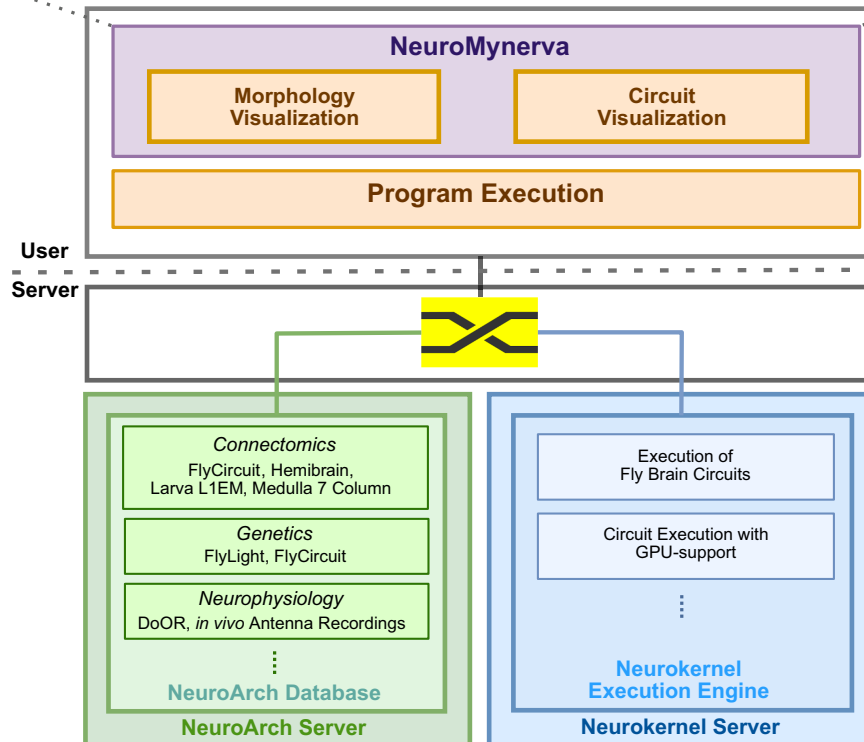 NeuroMynerva
Morphology
Visualization
Circuit
Visualization
Program Execution
User
Server
Connectomics
FlyCircuit, Hemibrain,
Larva L1EM, Medulla 7 Column
Genetics
FlyLight, FlyCircuit
Neurophysiology
DoOR, in vivo Antenna Recordings
NeuroArch Database
NeuroArch Server
Execution of
Fly Brain Circuits
Circuit Execution with
GPU-support
Neurokernel
Execution Engine
Neurokernel Server